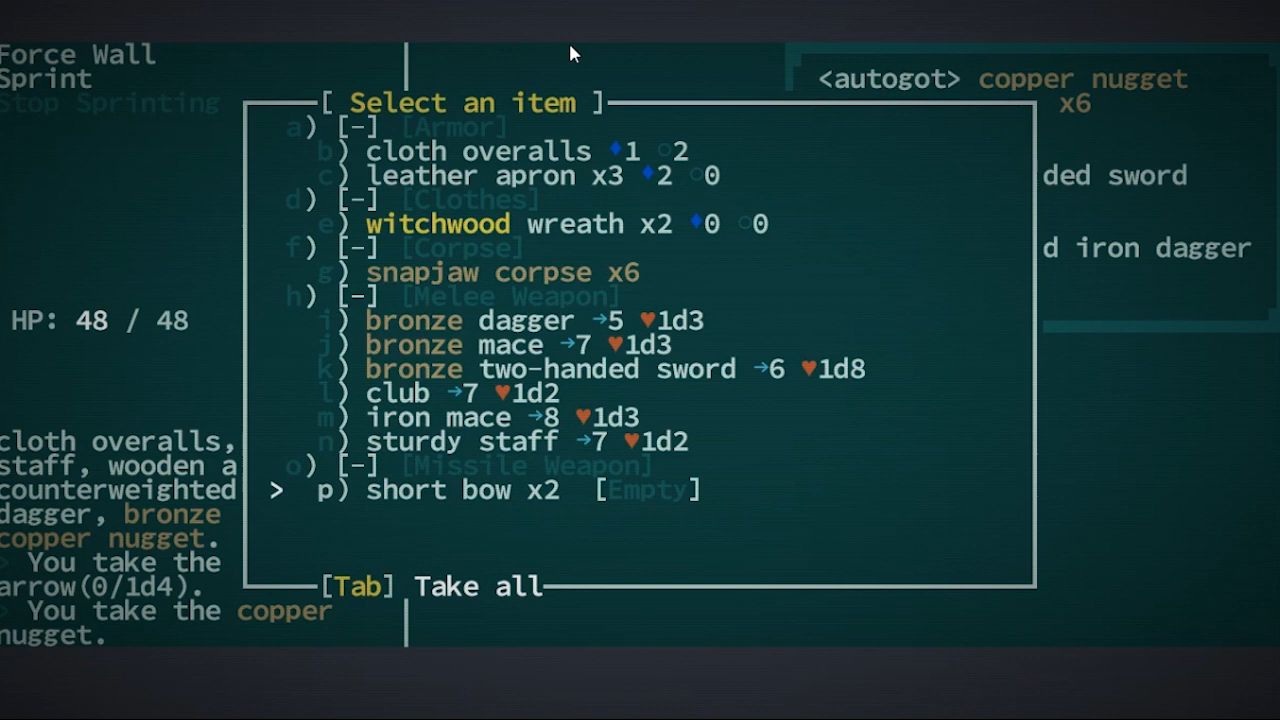 Force Wall
Sprint
Stop Sprinting
<autogot> copper nugget
x6
ded sword
d iron dagger
[ Select an item ]
a) [-] [Armor]
b) cloth overalls ♦1 ○2
c) leather apron x3 ♦2 ○0
d) [-] [Clothes]
e) witchwood wreath x2 ♦0 ○0
f) [-] [Corpse]
g) snapjaw corpse x6
h) [-] [Melee Weapon]
i) bronze dagger →5 ♥1d3
j) bronze mace →7 ♥1d3
k) bronze two-handed sword →6 ♥1d8
l) club →7 ♥1d2
m) iron mace →8 ♥1d3
n) sturdy staff →7 ♥1d2
o) [-] [Missile Weapon]
> p) short bow x2 [Empty]
[Tab] Take all
HP: 48 / 48
cloth overalls,
staff, wooden a
counterweighted
dagger, bronze
copper nugget.
> You take the
arrow(0/1d4).
> You take the copper
nugget.